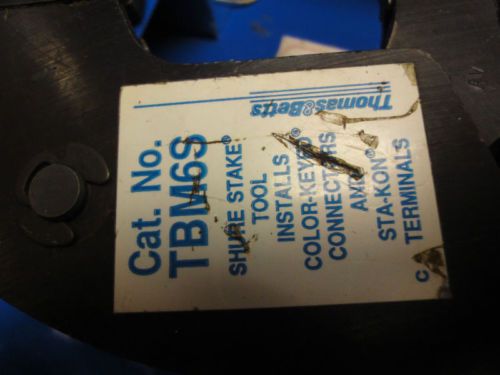 Thomas&Betts
Cat. No.
TBM6S
SHURE STAKE®
TOOL
INSTALLS
COLOR-KEYED®
CONNECTORS
AND
STA-KON®
TERMINALS
C